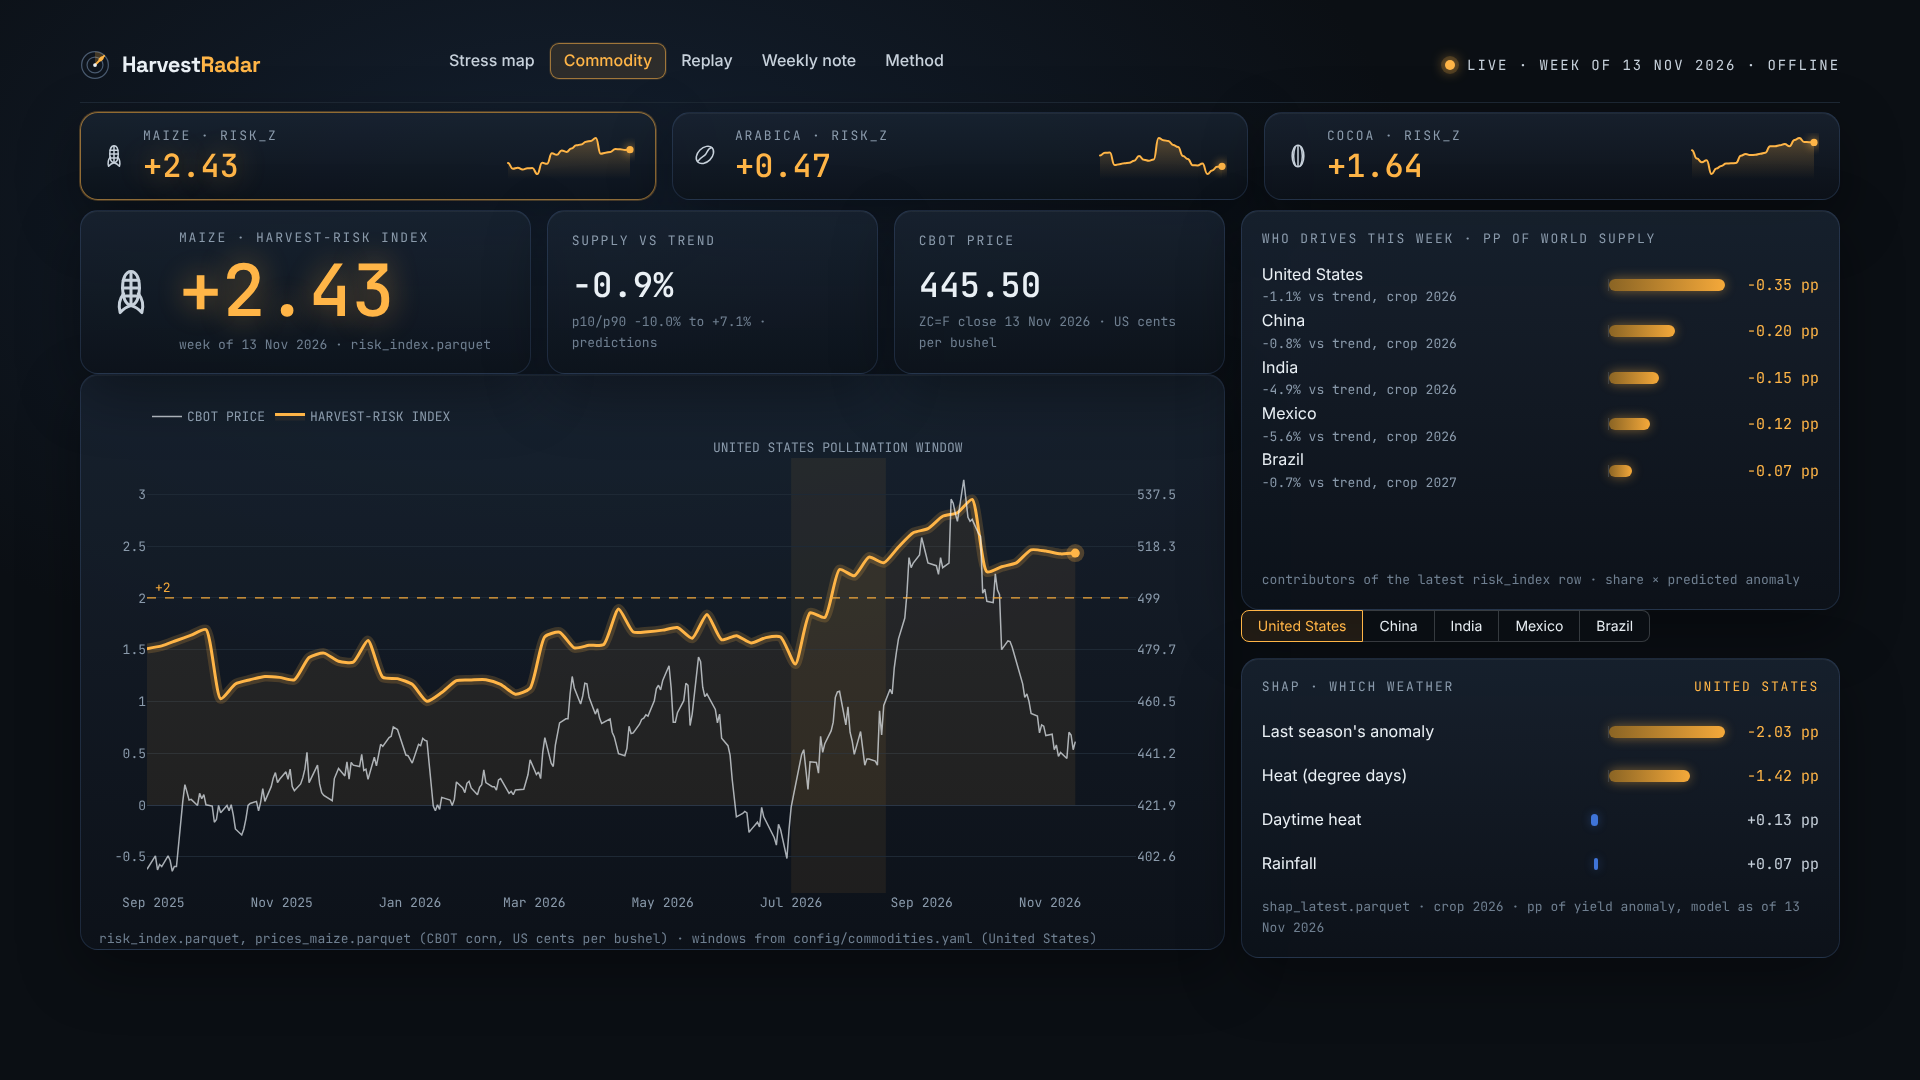 HarvestRadar
Stress map
Commodity
Replay
Weekly note
Method
LIVE · WEEK OF 13 NOV 2026 · OFFLINE
MAIZE · RISK_Z
+2.43
ARABICA · RISK_Z
+0.47
COCOA · RISK_Z
+1.64
MAIZE · HARVEST-RISK INDEX
+2.43
week of 13 Nov 2026 · risk_index.parquet
SUPPLY VS TREND
-0.9%
p10/p90 -10.0% to +7.1% ·
predictions
CBOT PRICE
445.50
ZC=F close 13 Nov 2026 · US cents
per bushel
CBOT PRICE
HARVEST-RISK INDEX
UNITED STATES POLLINATION WINDOW
3
2.5
+2
2
1.5
1
0.5
0
-0.5
537.5
518.3
499
479.7
460.5
441.2
421.9
402.6
Sep 2025
Nov 2025
Jan 2026
Mar 2026
May 2026
Jul 2026
Sep 2026
Nov 2026
risk_index.parquet, prices_maize.parquet (CBOT corn, US cents per bushel) · windows from config/commodities.yaml (United States)
WHO DRIVES THIS WEEK · PP OF WORLD SUPPLY
United States
-1.1% vs trend, crop 2026
-0.35 pp
China
-0.8% vs trend, crop 2026
-0.20 pp
India
-4.9% vs trend, crop 2026
-0.15 pp
Mexico
-5.6% vs trend, crop 2026
-0.12 pp
Brazil
-0.7% vs trend, crop 2027
-0.07 pp
contributors of the latest risk_index row · share × predicted anomaly
United States
China
India
Mexico
Brazil
SHAP · WHICH WEATHER
UNITED STATES
Last season's anomaly
-2.03 pp
Heat (degree days)
-1.42 pp
Daytime heat
+0.13 pp
Rainfall
+0.07 pp
shap_latest.parquet · crop 2026 · pp of yield anomaly, model as of 13
Nov 2026